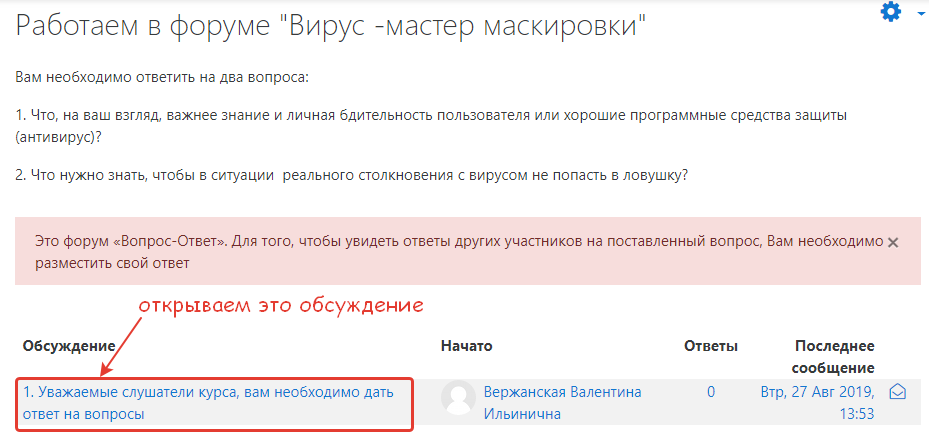 Работаем в форуме "Вирус -мастер маскировки"
Вам необходимо ответить на два вопроса:
1. Что, на ваш взгляд, важнее знание и личная бдительность пользователя или хорошие программные средства защиты
(антивирус)?
2. Что нужно знать, чтобы в ситуации  реального столкновения с вирусом не попасть в ловушку?
Это форум «Вопрос-Ответ». Для того, чтобы увидеть ответы других участников на поставленный вопрос, Вам необходимо ×
разместить свой ответ
открываем это обсуждение
Обсуждение Начато Ответы Последнее
сообщение
1. Уважаемые слушатели курса, вам необходимо дать Вержанская Валентина 0 Втр, 27 Авг 2019,
ответ на вопросы Ильинична 13:53